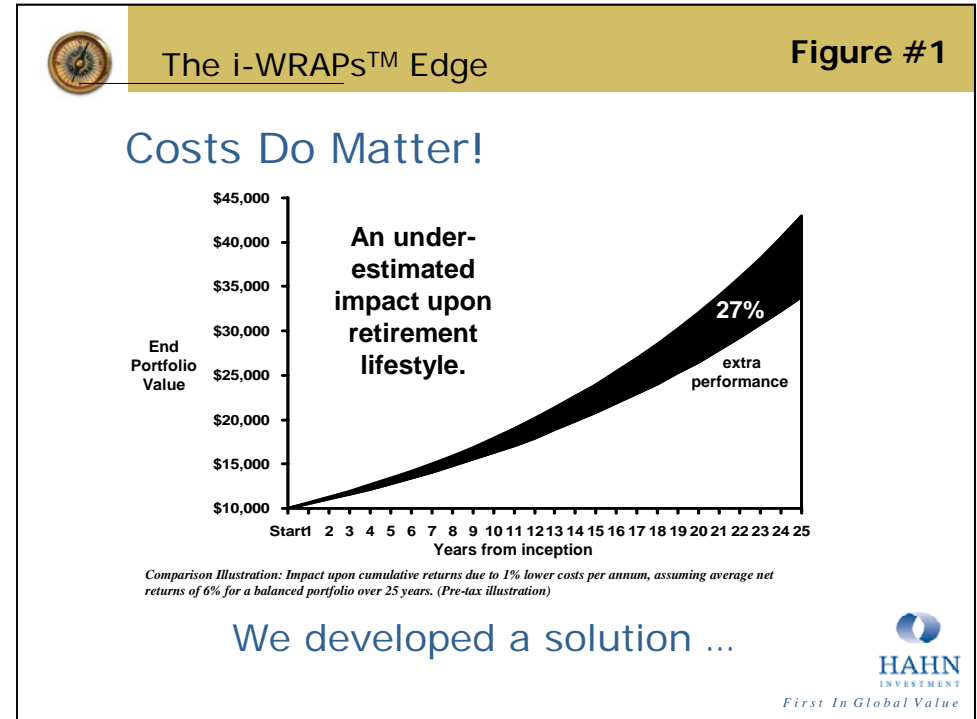 The i-WRAPs™ Edge
Figure #1
Costs Do Matter!
$45,000
$40,000
$35,000
$30,000
$25,000
$20,000
$15,000
$10,000
End
Portfolio
Value
An under-
estimated
impact upon
retirement
lifestyle.
27%
extra
performance
Start1 2 3 4 5 6 7 8 9 10 11 12 13 14 15 16 17 18 19 20 21 22 23 24 25
Years from inception
Comparison Illustration: Impact upon cumulative returns due to 1% lower costs per annum, assuming average net
returns of 6% for a balanced portfolio over 25 years. (Pre-tax illustration)
We developed a solution ...
HAHN
INVESTMENT
First In Global Value